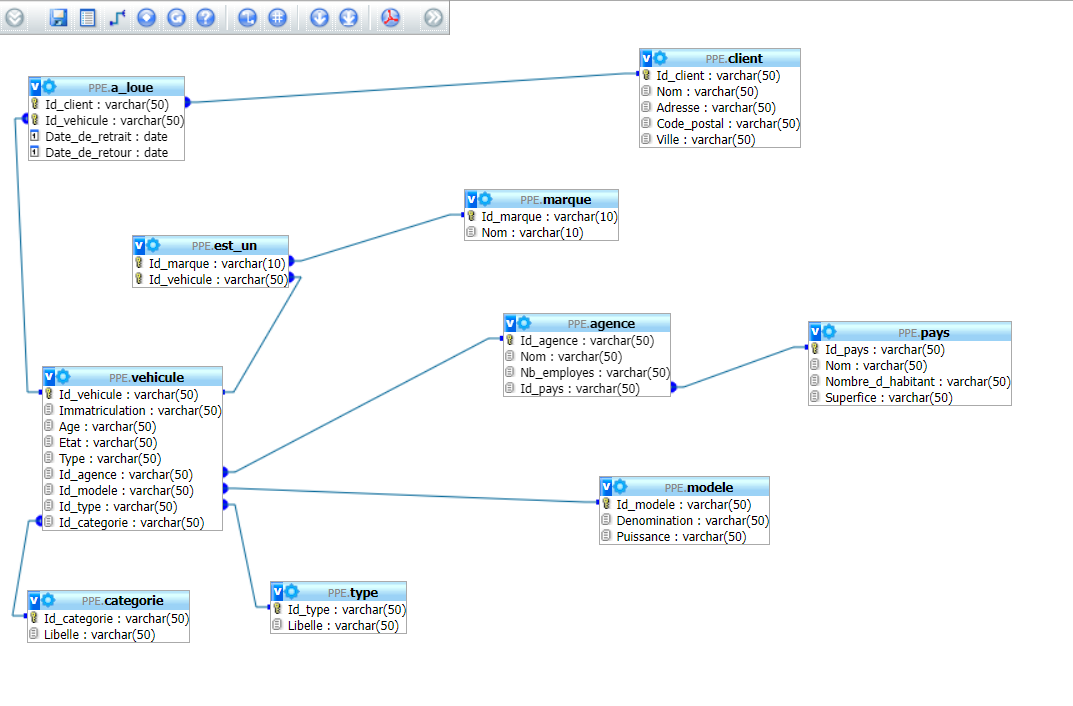 PPE.client
Id_client : varchar(50)
Nom : varchar(50)
Adresse : varchar(50)
Code_postal : varchar(50)
Ville : varchar(50)
PPE.a_loue
Id_client : varchar(50)
Id_vehicule : varchar(50)
Date_de_retrait : date
Date_de_retour : date
PPE.marque
Id_marque : varchar(10)
Nom : varchar(10)
PPE.est_un
Id_marque : varchar(10)
Id_vehicule : varchar(50)
PPE.agence
Id_agence : varchar(50)
Nom : varchar(50)
Nb_employes : varchar(50)
Id_pays : varchar(50)
PPE.pays
Id_pays : varchar(50)
Nom : varchar(50)
Nombre_d_habitant : varchar(50)
Superfice : varchar(50)
PPE.vehicule
Id_vehicule : varchar(50)
Immatriculation : varchar(50)
Age : varchar(50)
Etat : varchar(50)
Type : varchar(50)
Id_agence : varchar(50)
Id_modele : varchar(50)
Id_type : varchar(50)
Id_categorie : varchar(50)
PPE.modele
Id_modele : varchar(50)
Denomination : varchar(50)
Puissance : varchar(50)
PPE.categorie
Id_categorie : varchar(50)
Libelle : varchar(50)
PPE.type
Id_type : varchar(50)
Libelle : varchar(50)